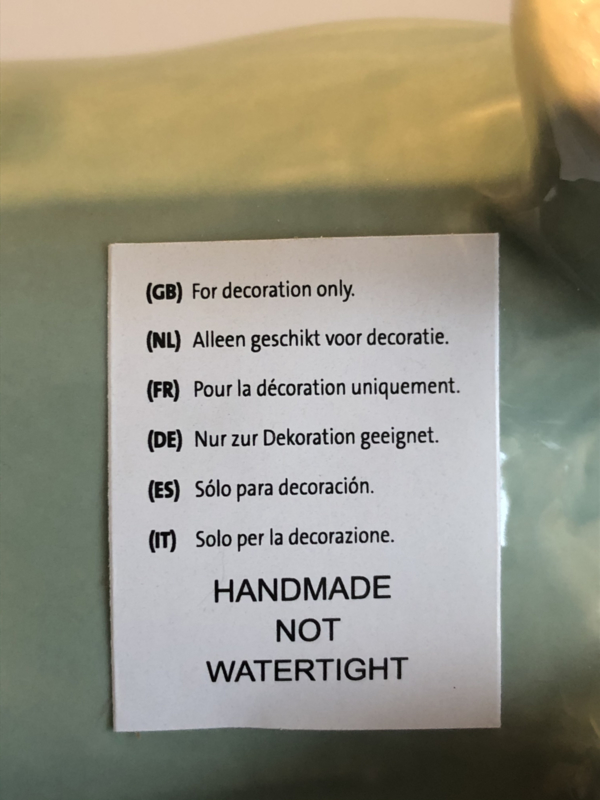 (GB) For decoration only.
(NL) Alleen geschikt voor decoratie.
(FR) Pour la décoration uniquement.
(DE) Nur zur Dekoration geeignet.
(ES) Sólo para decoración.
(IT) Solo per la decorazione.
HANDMADE
NOT
WATERTIGHT